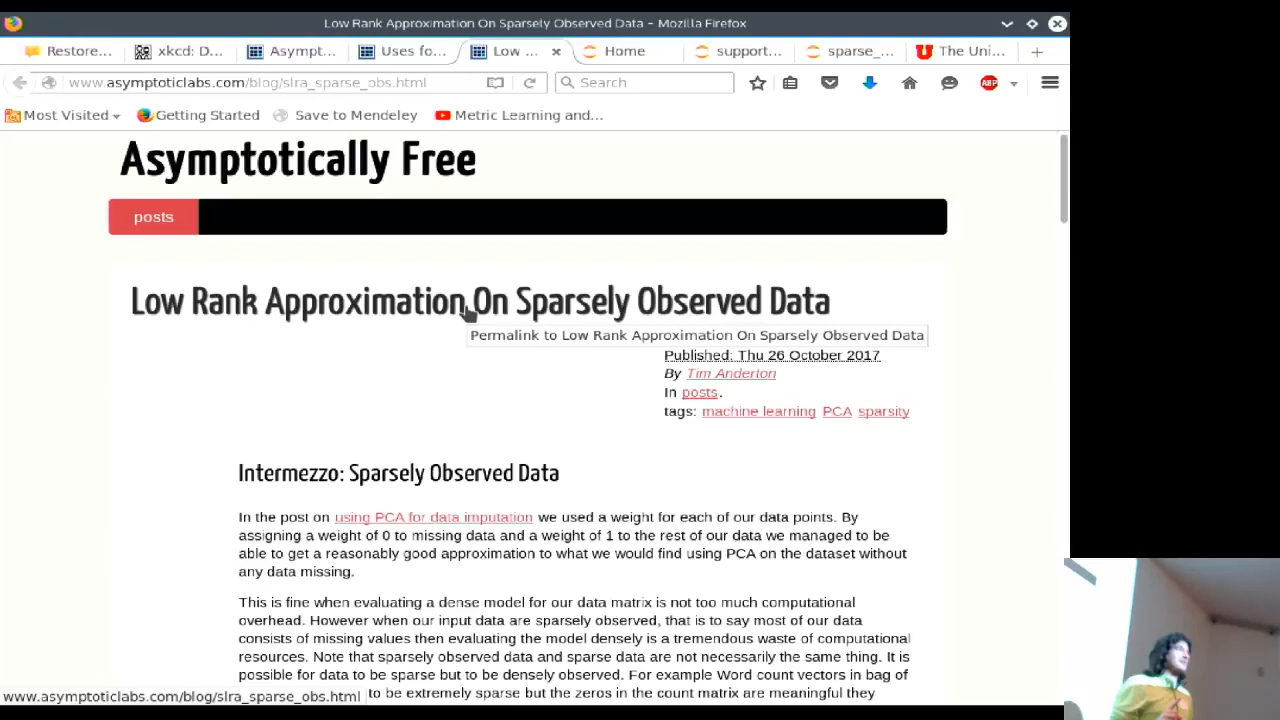 Low Rank Approximation On Sparsely Observed Data - Mozilla Firefox
Restore... xkcd: D... Asympt... Uses fo... Low ... Home support... sparse_... The Uni...
www.asymptoticlabs.com/blog/slra_sparse_obs.html Search ABP
Most Visited Getting Started Save to Mendeley Metric Learning and...
Asymptotically Free
posts
Low Rank Approximation On Sparsely Observed Data
Permalink to Low Rank Approximation On Sparsely Observed Data
Published: Thu 26 October 2017
By Tim Anderton
In posts.
tags: machine learning PCA sparsity
Intermezzo: Sparsely Observed Data
In the post on using PCA for data imputation we used a weight for each of our data points. By
assigning a weight of 0 to missing data and a weight of 1 to the rest of our data we managed to be
able to get a reasonably good approximation to what we would find using PCA on the dataset without
any data missing.
This is fine when evaluating a dense model for our data matrix is not too much computational
overhead. However when our input data are sparsely observed, that is to say most of our data
consists of missing values then evaluating the model densely is a tremendous waste of computational
resources. Note that sparsely observed data and sparse data are not necessarily the same thing. It is
possible for data to be sparse but to be densely observed. For example Word count vectors in bag of
to be extremely sparse but the zeros in the count matrix are meaningful they
www.asymptoticlabs.com/blog/slra_sparse_obs.html